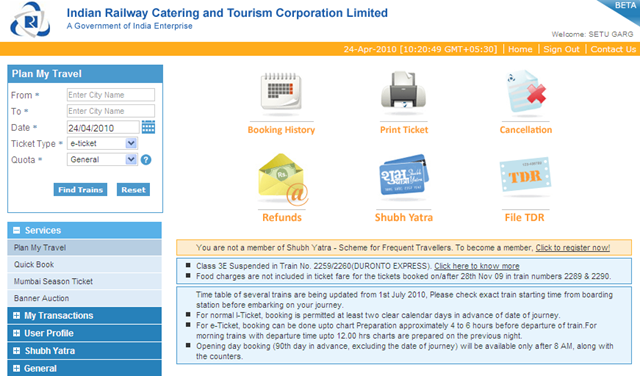 BETA
Indian Railway Catering and Tourism Corporation Limited
A Government of India Enterprise
Welcome: SETU GARG
24-Apr-2010 [10:20:49 GMT+05:30] | Home | Sign Out | Contact Us
Plan My Travel
From * Enter City Name
To * Enter City Name
Date * 24/04/2010
Ticket Type * e-ticket
Quota * General ?
Find Trains Reset
Services
Plan My Travel
Quick Book
Mumbai Season Ticket
Banner Auction
My Transactions
User Profile
Shubh Yatra
General
Booking History
Print Ticket
Cancellation
Rs.
@
Refunds
शुभ यात्रा Shubh Yatra
Shubh Yatra
TDR
File TDR
You are not a member of Shubh Yatra - Scheme for Frequent Travellers. To become a member, Click to register now!
Class 3E Suspended in Train No. 2259/2260(DURONTO EXPRESS). Click here to know more
Food charges are not included in ticket fare for the tickets booked on/after 28th Nov 09 in train numbers 2289 & 2290.
Time table of several trains are being updated from 1st July 2010, Please check exact train starting time from boarding
station before embarking on your journey.
For normal I-Ticket, booking is permitted at least two clear calendar days in advance of date of journey.
For e-Ticket, booking can be done upto chart Preparation approximately 4 to 6 hours before departure of train.For
morning trains with departure time upto 12.00 hrs charts are prepared on the previous night.
Opening day booking (90th day in advance, excluding the date of journey) will be available only after 8 AM, along with
the counters.